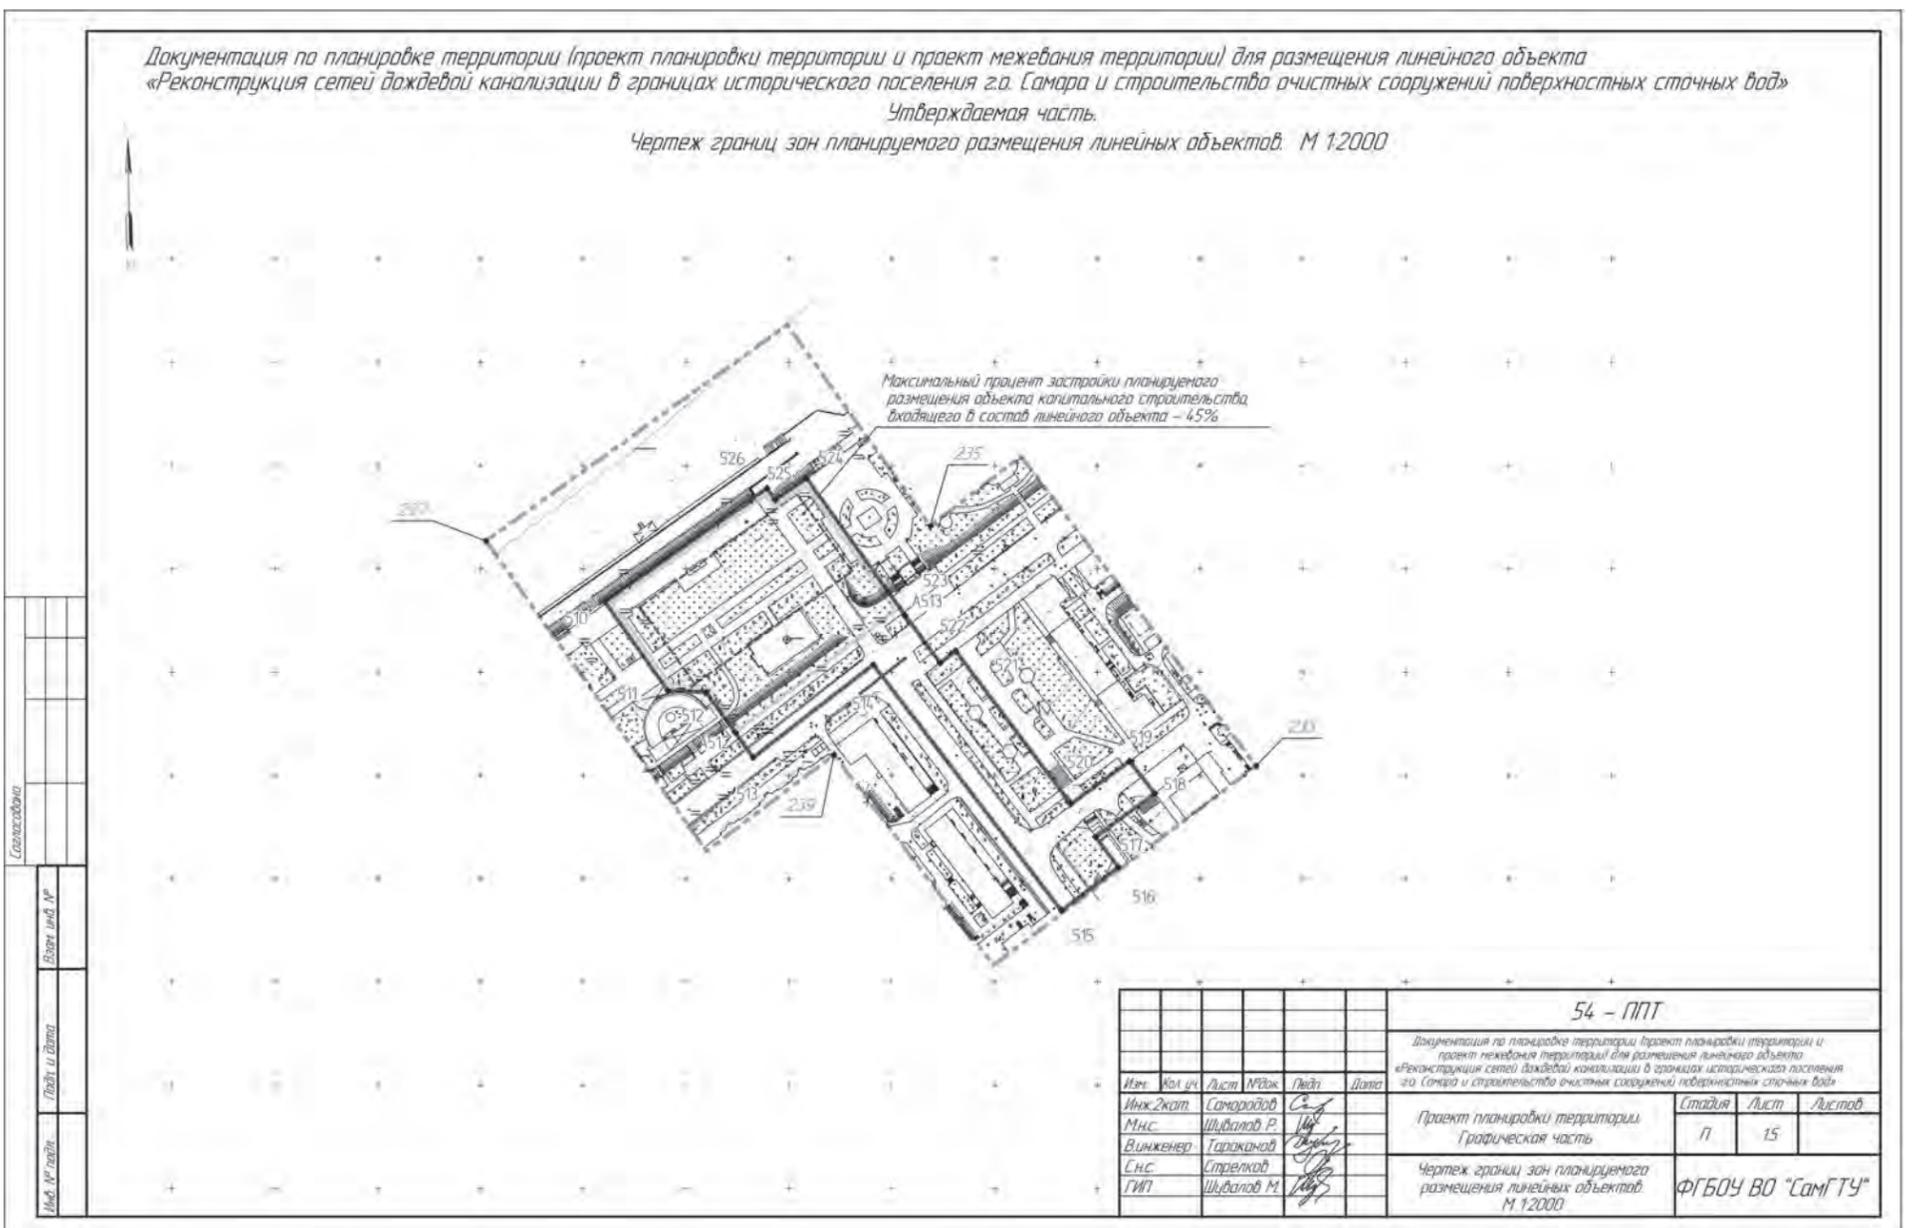 Документация по планировке территории (проект планировки территории и проект межевания территории) для размещения линейного объекта
«Реконструкция сетей дождевой канализации в границах исторического поселения г.о. Самара и строительство очистных сооружений поверхностных сточных вод»
Утверждаемая часть.
Чертеж границ зон планируемого размещения линейных объектов. М 1:2000
Максимальный процент застройки планируемого
размещения объекта капитального строительства,
входящего в состав линейного объекта – 45%
526
524
525
235
523
510
А513
522
521
511
512
514
519
520
518
513
239
517
516
515
Согласовано
Взам. инв. №
Подп. и дата
Инв. № подл.
54 – ППТ
Документация по планировке территории (проект планировки территории и
проект межевания территории) для размещения линейного объекта
«Реконструкция сетей дождевой канализации в границах исторического поселения
г.о. Самара и строительство очистных сооружений поверхностных сточных вод»
Изм. Кол.уч. Лист №док. Подп. Дата
Инж.2кат. Самородов
М.н.с. Шувалов Р.
В.инженер Тараканов
С.н.с. Стрелков
ГИП Шувалов М.
Проект планировки территории.
Графическая часть
Стадия Лист Листов
П 15
Чертеж границ зон планируемого
размещения линейных объектов.
М 1:2000
ФГБОУ ВО "СамГТУ"